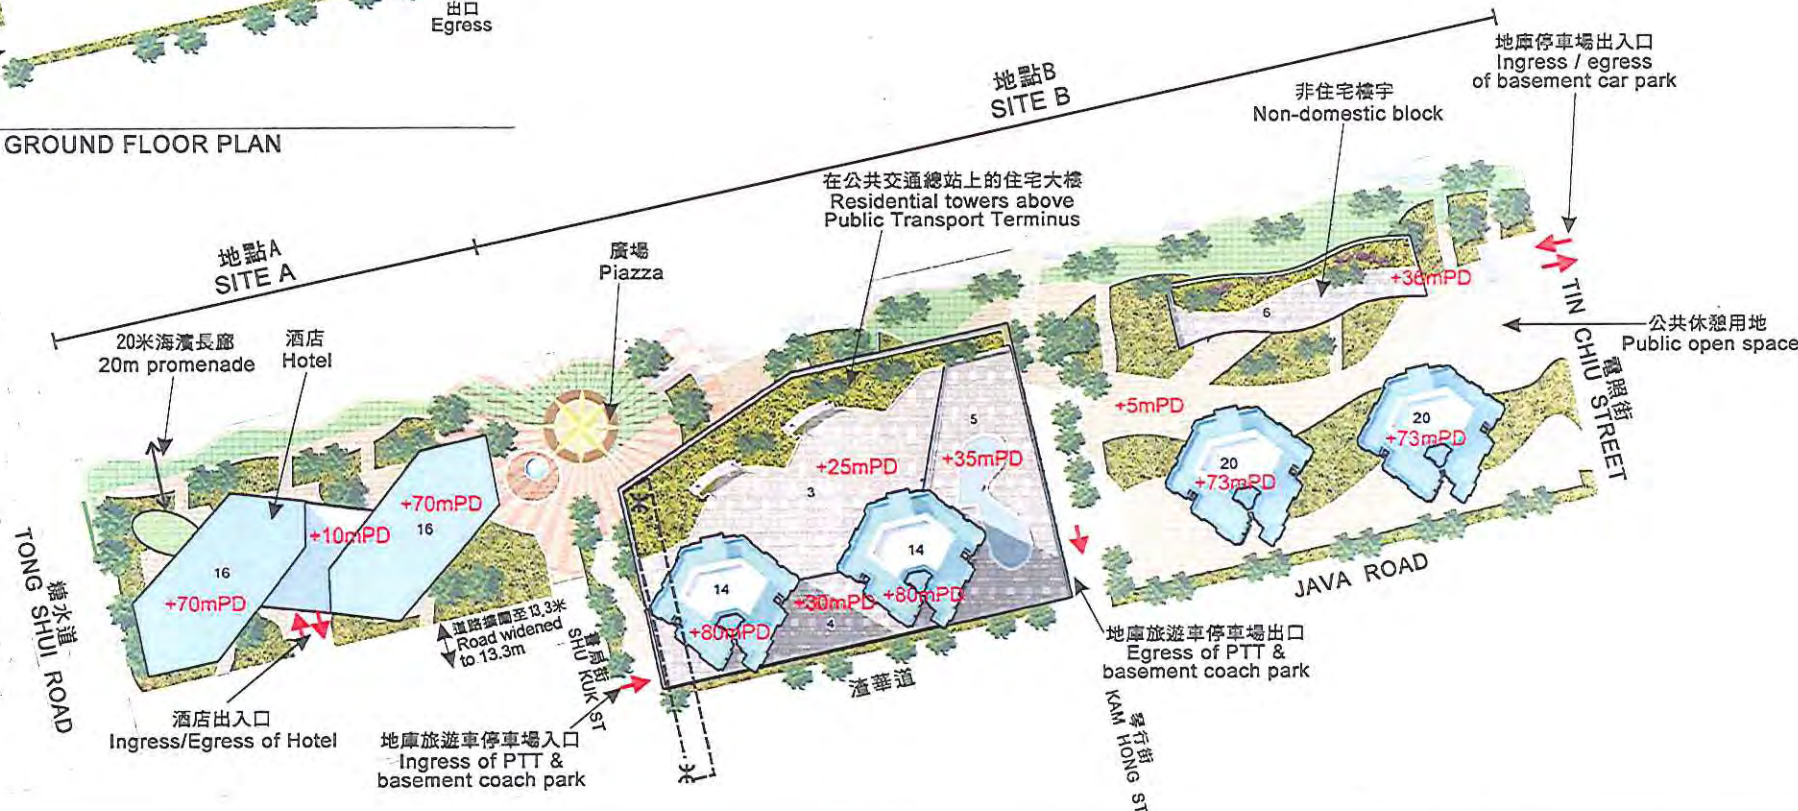 出口
Egress
GROUND FLOOR PLAN
地點B
SITE B
地庫停車場出入口
Ingress / egress
of basement car park
非住宅樓宇
Non-domestic block
在公共交通總站上的住宅大樓
Residential towers above
Public Transport Terminus
地點A
SITE A
廣場
Piazza
20米海濱長廊
20m promenade
酒店
Hotel
+36mPD
6
TIN CHIU STREET
電照街
公共休憩用地
Public open space
+5mPD
5
+35mPD
+25mPD
3
20
+73mPD
20
+73mPD
+70mPD
16
+10mPD
16
+70mPD
14
+80mPD
14
+80mPD
+30mPD
4
JAVA ROAD
渣華道
TONG SHUI ROAD
糖水道
道路擴闊至13.3米
Road widened
to 13.3m
書局街
SHU KUK ST
酒店出入口
Ingress/Egress of Hotel
地庫旅遊車停車場入口
Ingress of PTT &
basement coach park
地庫旅遊車停車場出口
Egress of PTT &
basement coach park
琴行街
KAM HONG ST